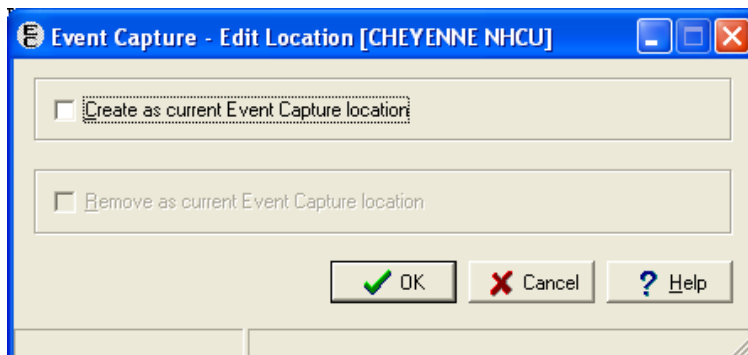 Event Capture - Edit Location [CHEYENNE NHCU]
Create as current Event Capture location
Remove as current Event Capture location
OK Cancel ? Help